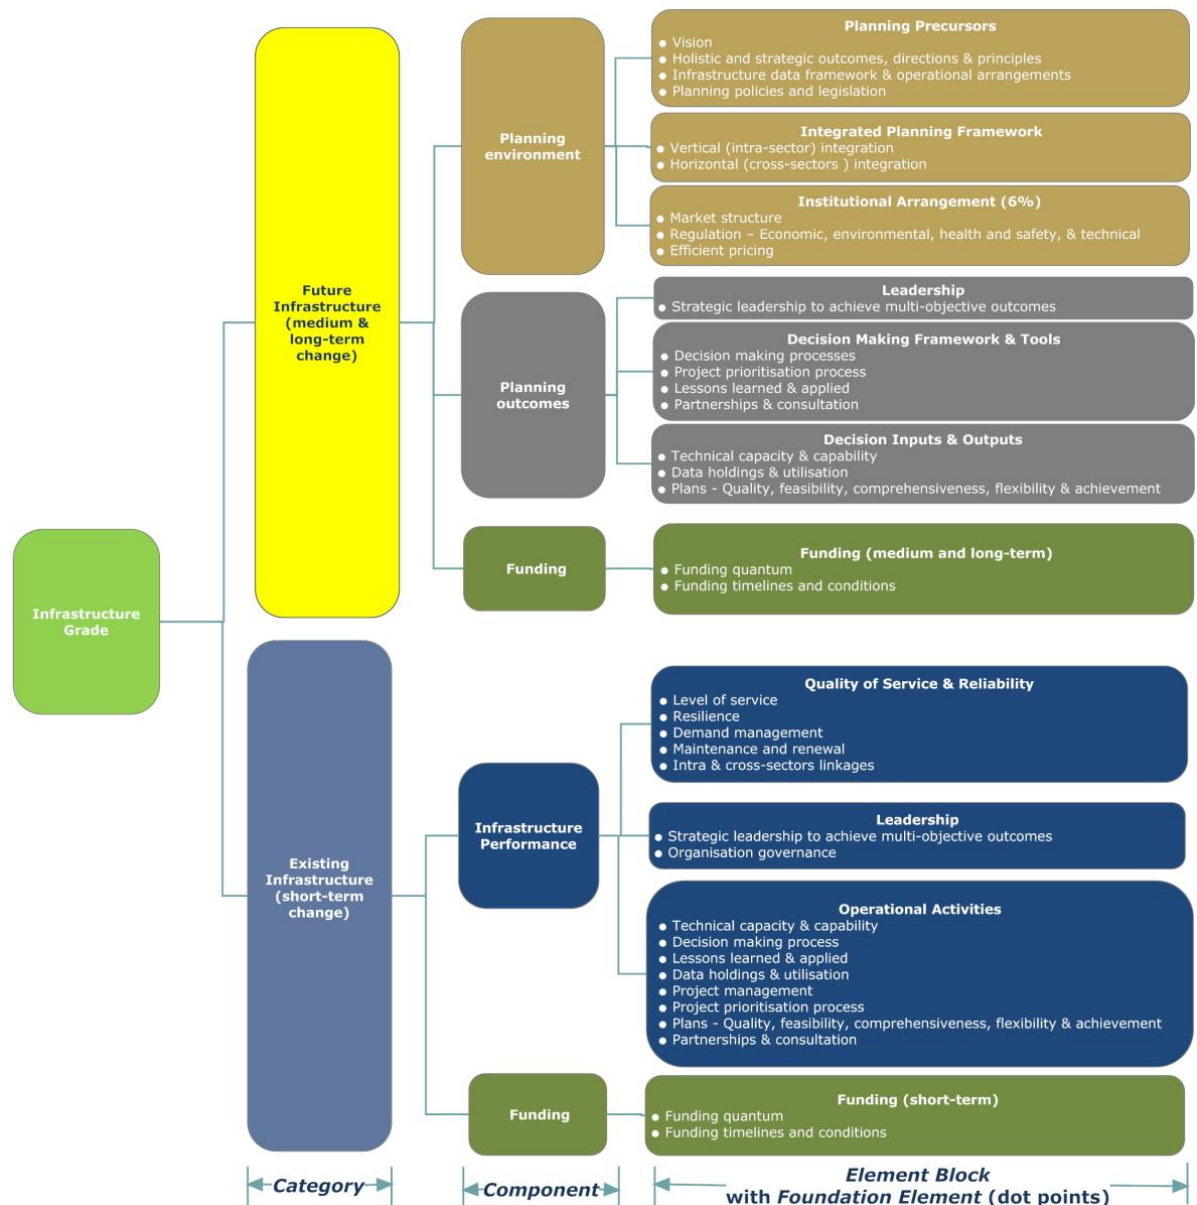 Infrastructure
Grade
Future
Infrastructure
(medium &
long-term
change)
Planning
environment
Planning Precursors
● Vision
● Holistic and strategic outcomes, directions & principles
● Infrastructure data framework & operational arrangements
● Planning policies and legislation
Integrated Planning Framework
● Vertical (intra-sector) integration
● Horizontal (cross-sectors ) integration
Institutional Arrangement (6%)
● Market structure
● Regulation – Economic, environmental, health and safety, & technical
● Efficient pricing
Planning
outcomes
Leadership
● Strategic leadership to achieve multi-objective outcomes
Decision Making Framework & Tools
● Decision making processes
● Project prioritisation process
● Lessons learned & applied
● Partnerships & consultation
Decision Inputs & Outputs
● Technical capacity & capability
● Data holdings & utilisation
● Plans - Quality, feasibility, comprehensiveness, flexibility & achievement
Funding
Funding (medium and long-term)
● Funding quantum
● Funding timelines and conditions
Existing
Infrastructure
(short-term
change)
Infrastructure
Performance
Quality of Service & Reliability
● Level of service
● Resilience
● Demand management
● Maintenance and renewal
● Intra & cross-sectors linkages
Leadership
● Strategic leadership to achieve multi-objective outcomes
● Organisation governance
Operational Activities
● Technical capacity & capability
● Decision making process
● Lessons learned & applied
● Data holdings & utilisation
● Project management
● Project prioritisation process
● Plans - Quality, feasibility, comprehensiveness, flexibility & achievement
● Partnerships & consultation
Funding
Funding (short-term)
● Funding quantum
● Funding timelines and conditions
Category
Component
Element Block
with Foundation Element (dot points)